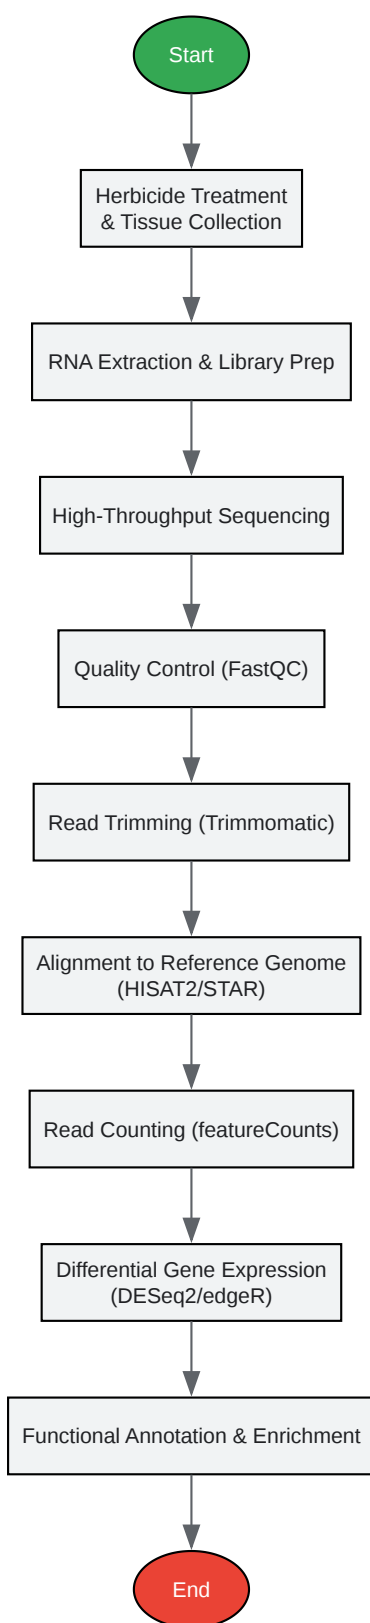 Start
Herbicide Treatment
& Tissue Collection
RNA Extraction & Library Prep
High-Throughput Sequencing
Quality Control (FastQC)
Read Trimming (Trimmomatic)
Alignment to Reference Genome
(HISAT2/STAR)
Read Counting (featureCounts)
Differential Gene Expression
(DESeq2/edgeR)
Functional Annotation & Enrichment
End